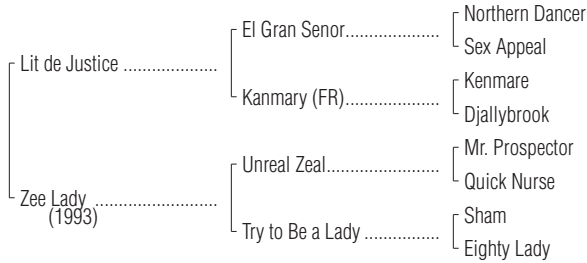 Northern Dancer
El Gran Senor....................
Sex Appeal
Lit de Justice ....................
Kenmare
Kanmary (FR)....................
Djallybrook
Mr. Prospector
Unreal Zeal........................
Quick Nurse
Zee Lady ..........................
(1993)
Sham
Try to Be a Lady ................
Eighty Lady